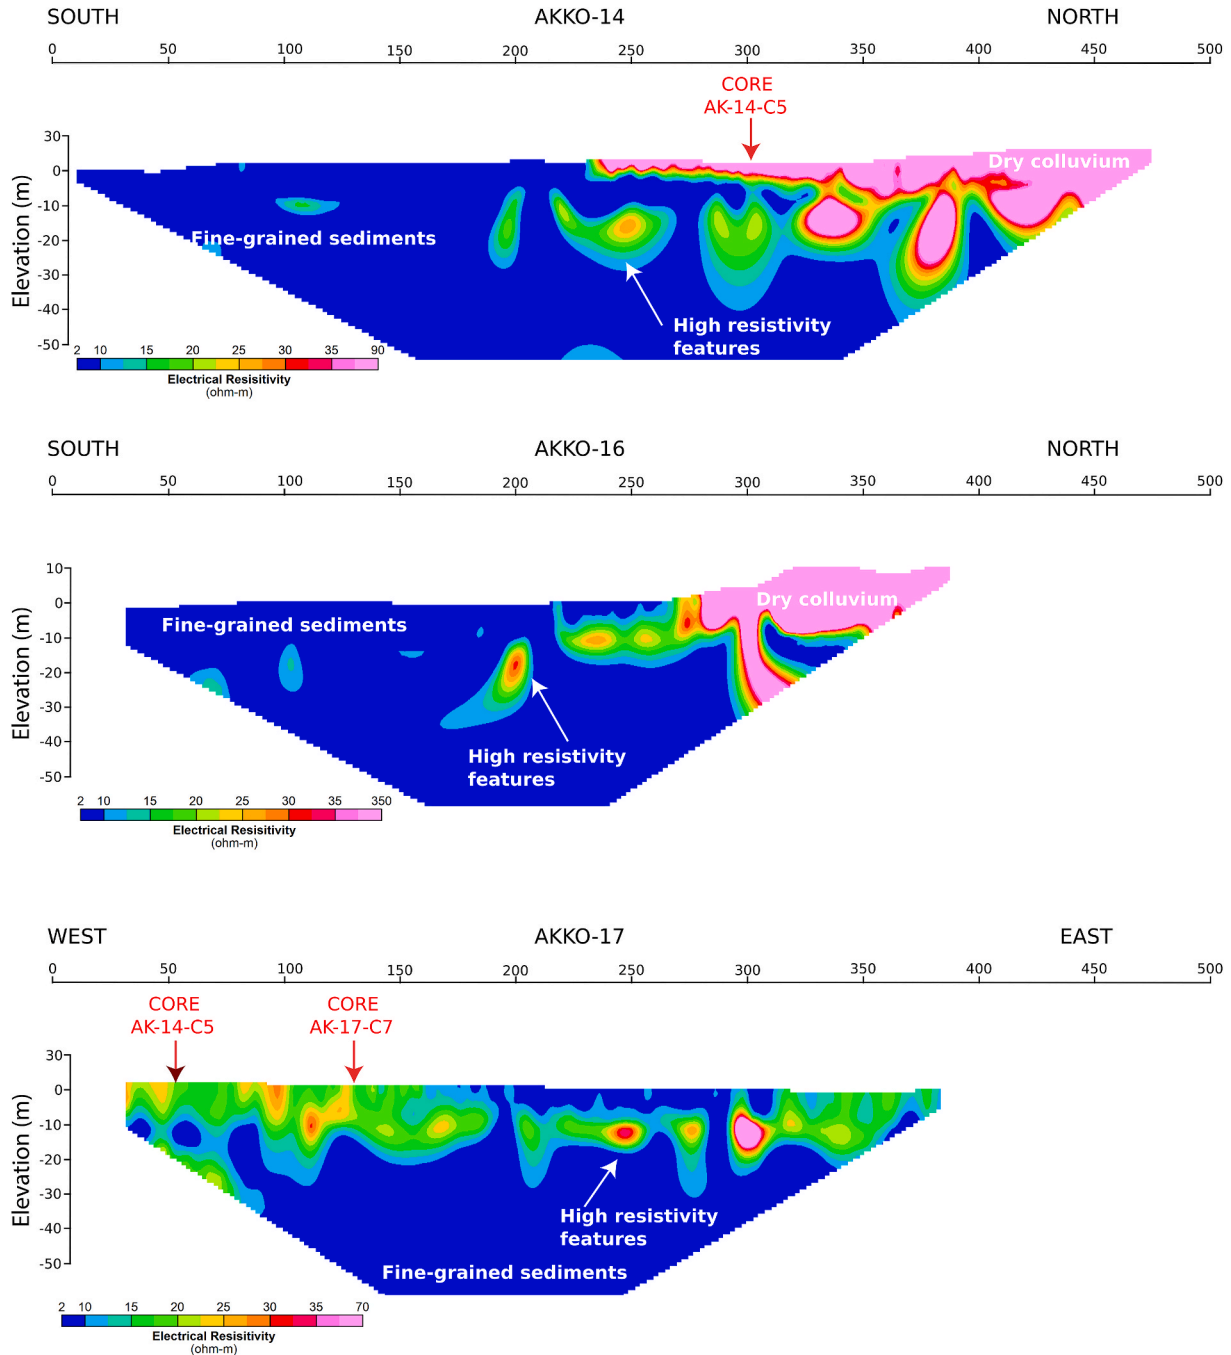 SOUTH AKKO-14 NORTH
0 50 100 150 200 250 300 350 400 450 500
CORE
AK-14-C5
30
0
-10
-20
-30
-40
-50
Elevation (m)
Dry colluvium
Fine-grained sediments
High resistivity
features
2 10 15 20 25 30 35 90
Electrical Resisitivity
(ohm-m)
SOUTH AKKO-16 NORTH
0 50 100 150 200 250 300 350 400 450 500
10
0
-10
-20
-30
-40
-50
Elevation (m)
Dry colluvium
Fine-grained sediments
High resistivity
features
2 10 15 20 25 30 35 350
Electrical Resisitivity
(ohm-m)
WEST AKKO-17 EAST
0 50 100 150 200 250 300 350 400 450 500
CORE CORE
AK-14-C5 AK-17-C7
30
0
-10
-20
-30
-40
-50
Elevation (m)
High resistivity
features
Fine-grained sediments
2 10 15 20 25 30 35 70
Electrical Resisitivity
(ohm-m)